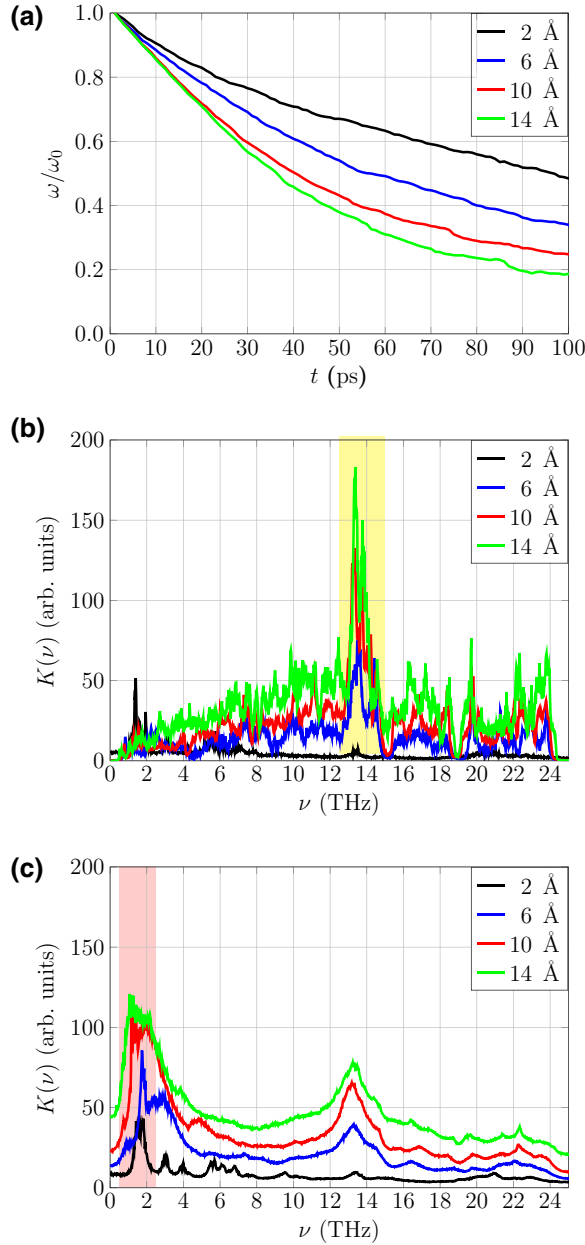 (a)
1.0
0.8
0.6
0.4
0.2
0.0
ω/ω₀
2 Å
6 Å
10 Å
14 Å
0 10 20 30 40 50 60 70 80 90 100
t (ps)
(b)
200
150
100
50
0
K(ν) (arb. units)
2 Å
6 Å
10 Å
14 Å
0 2 4 6 8 10 12 14 16 18 20 22 24
ν (THz)
(c)
200
150
100
50
0
K(ν) (arb. units)
2 Å
6 Å
10 Å
14 Å
0 2 4 6 8 10 12 14 16 18 20 22 24
ν (THz)